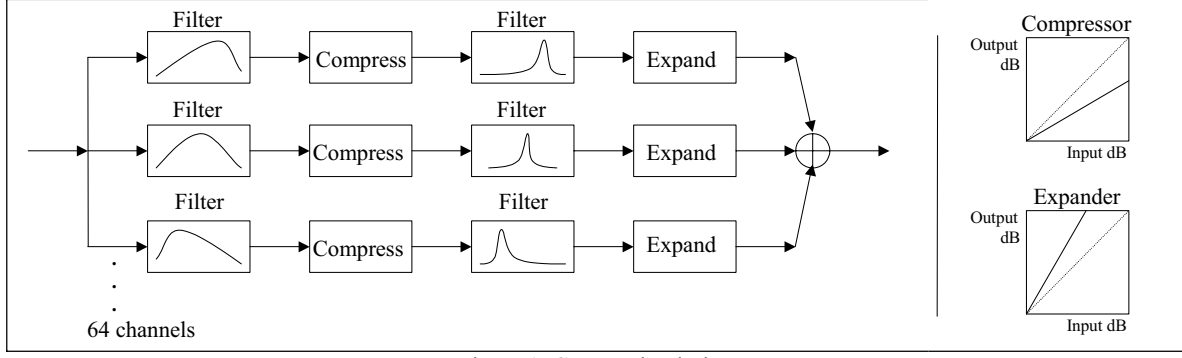 Filter
Filter
Compress
Expand
Filter
Filter
Compress
Expand
Filter
Filter
Compress
Expand
64 channels
Compressor
Output
dB
Input dB
Expander
Output
dB
Input dB